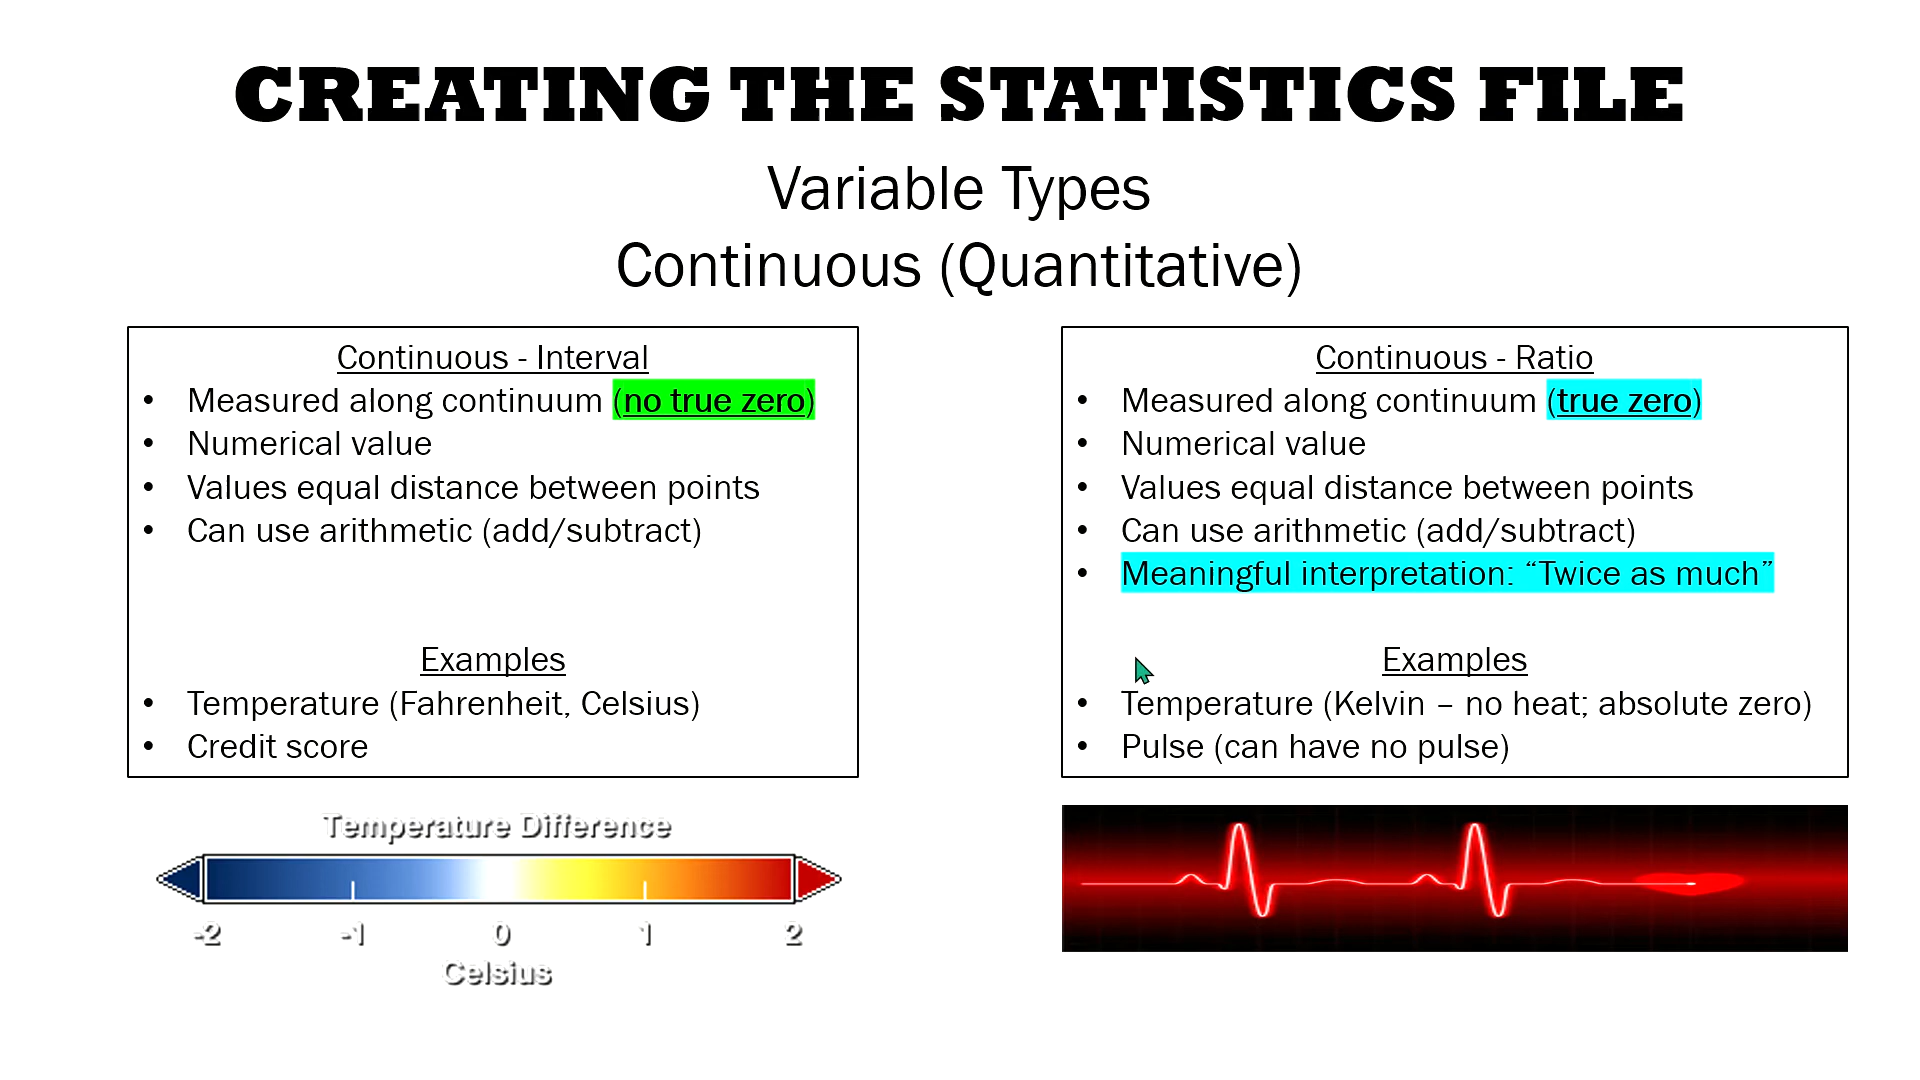 CREATING THE STATISTICS FILE
Variable Types
Continuous (Quantitative)
Continuous - Interval
• Measured along continuum (no true zero)
• Numerical value
• Values equal distance between points
• Can use arithmetic (add/subtract)
Examples
• Temperature (Fahrenheit, Celsius)
• Credit score
Temperature Difference
-2 -1 0 1 2
Celsius
Continuous - Ratio
• Measured along continuum (true zero)
• Numerical value
• Values equal distance between points
• Can use arithmetic (add/subtract)
• Meaningful interpretation: “Twice as much”
Examples
• Temperature (Kelvin – no heat; absolute zero)
• Pulse (can have no pulse)